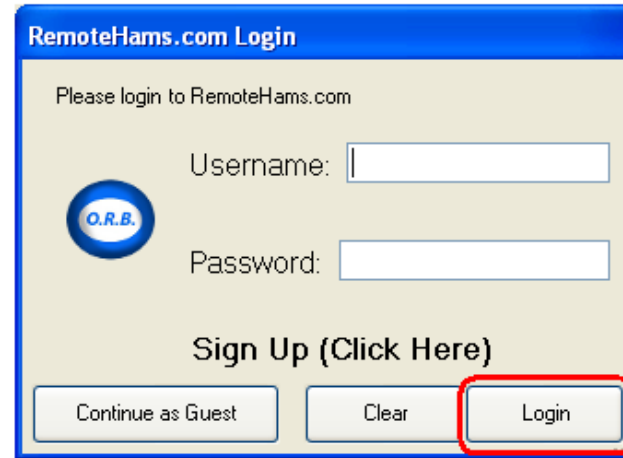 RemoteHams.com Login
Please login to RemoteHams.com
Username:
O.R.B.
Password:
Sign Up (Click Here)
Continue as Guest Clear Login